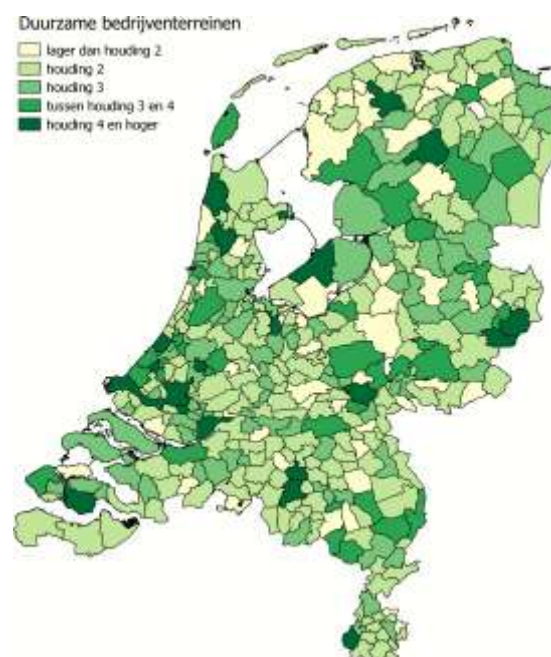 Duurzame bedrijventerreinen
lager dan houding 2
houding 2
houding 3
tussen houding 3 en 4
houding 4 en hoger